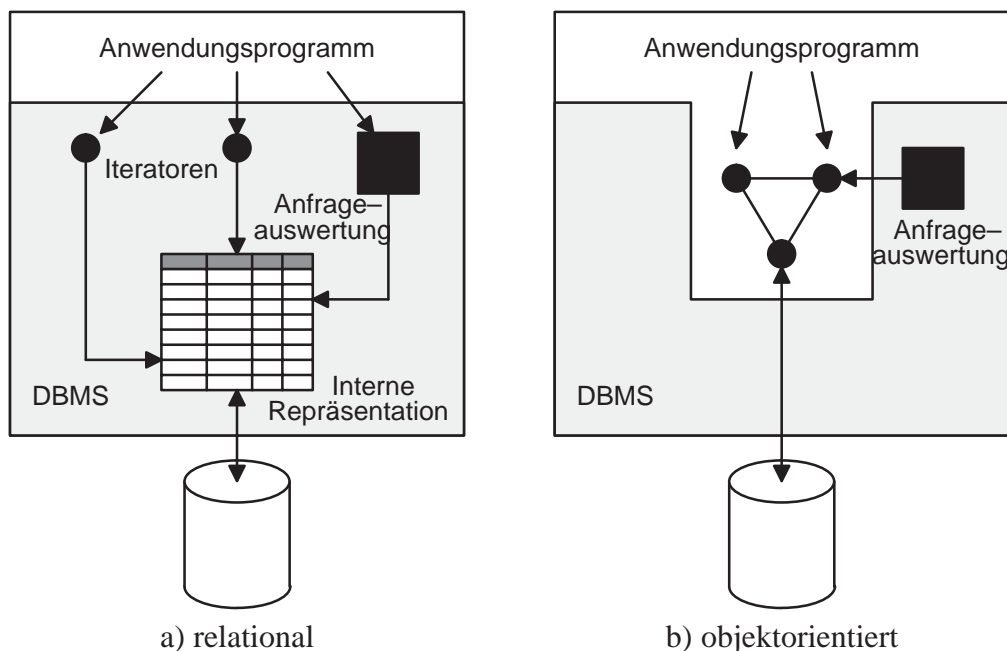 Anwendungsprogramm
Iteratoren
Anfrage–
auswertung
DBMS
Interne
Repräsentation
a) relational
Anwendungsprogramm
Anfrage–
auswertung
DBMS
b) objektorientiert